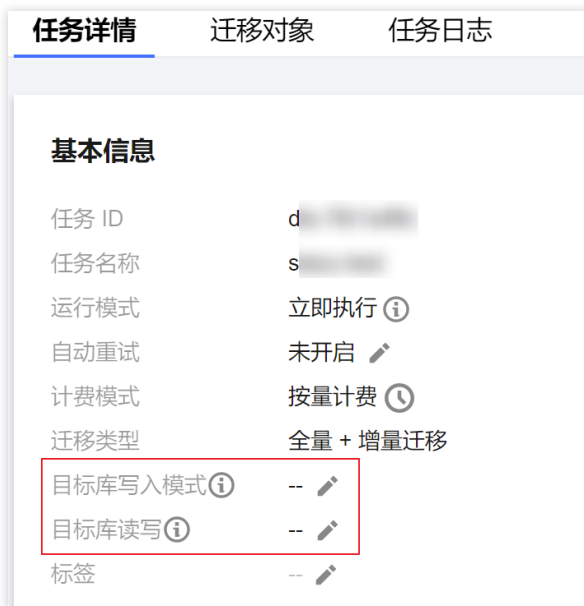 任务详情 迁移对象 任务日志
基本信息
任务 ID d
任务名称 s
运行模式 立即执行
自动重试 未开启
计费模式 按量计费
迁移类型 全量 + 增量迁移
目标库写入模式 --
目标库读写 --
标签 --